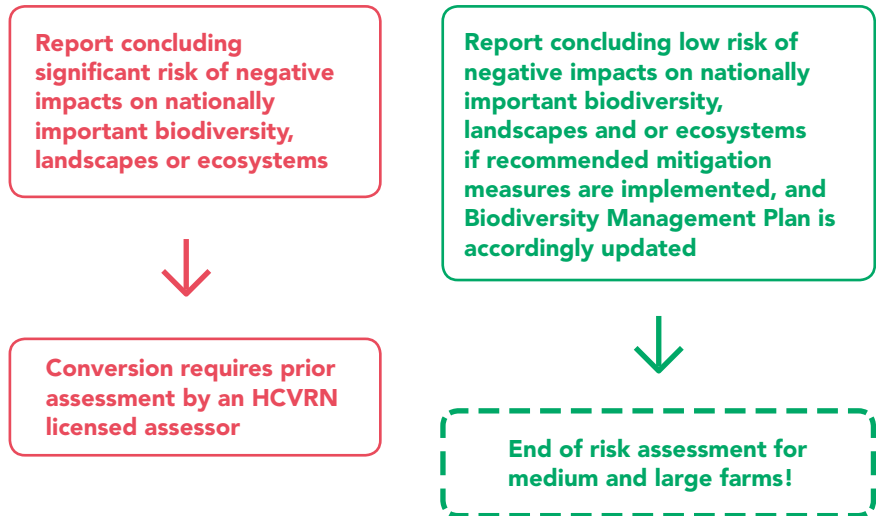 Report concluding
significant risk of negative
impacts on nationally
important biodiversity,
landscapes or ecosystems
Conversion requires prior
assessment by an HCVRN
licensed assessor
Report concluding low risk of
negative impacts on nationally
important biodiversity,
landscapes and or ecosystems
if recommended mitigation
measures are implemented, and
Biodiversity Management Plan is
accordingly updated
End of risk assessment for
medium and large farms!